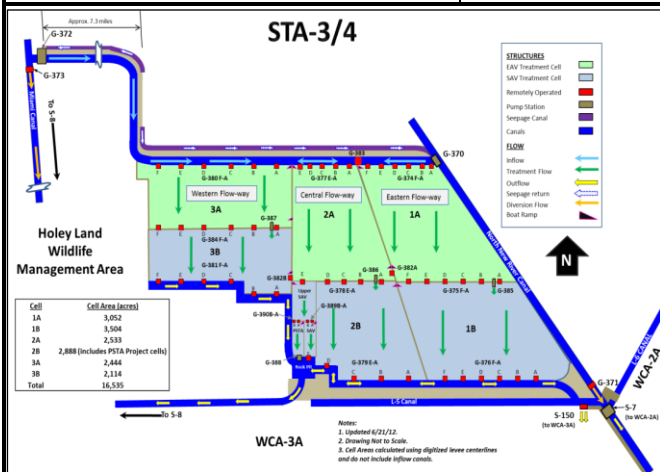 Approx. 7.3 miles
G-372
STA-3/4
G-373
Miami Canal
To S-8
STRUCTURES
EAV Treatment Cell
SAV Treatment Cell
Remotely Operated
Pump Station
Seepage Canal
Canals
FLOW
Inflow
Treatment Flow
Outflow
Seepage return
Diversion Flow
Boat Ramp
N
G-383
G-370
F E D C B A
E D C B A
F E D C B A
G-380 F-A
G-377 E-A
G-374 F-A
Western Flow-way
Central Flow-way
Eastern Flow-way
3A
2A
1A
North New River Canal
G-387
Holey Land
Wildlife
Management Area
F E D C B A
G-384 F-A
3B
G-381 F-A
F E D C B A
G-382B
G-386
G-382A
E
D C B A
F E D C B A
Upper
SAV
G-378 E-A
G-375 F-A
G-385
G-389B-A
G-390B-A
PSTA
SAV
2B
1B
G-388
G-379 E-A
G-376 F-A
C B A
F E D C B A
Cell
Cell Area (acres)
1A 3,052
1B 3,504
2A 2,533
2B 2,888 (includes PSTA Project cells)
3A 2,444
3B 2,114
Total 16,535
L-6 CANAL
WCA-2A
G-371
L-5 Canal
To S-8
S-7
(to WCA-2A)
S-150
(to WCA-3A)
WCA-3A
Notes:
1. Updated 6/21/12.
2. Drawing Not to Scale.
3. Cell Areas calculated using digitized levee centerlines
and do not include inflow canals.